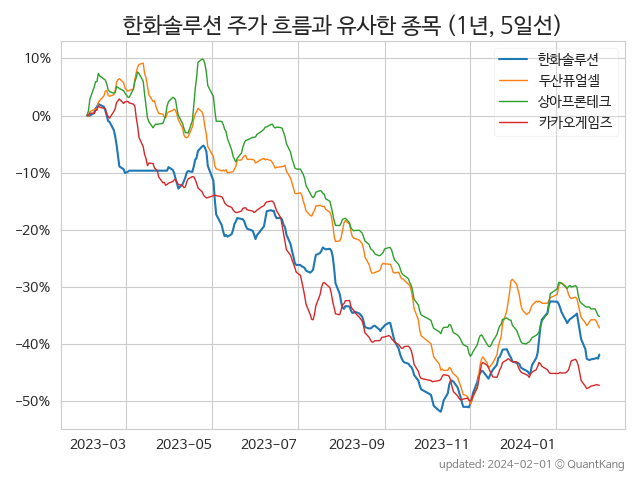 한화솔루션 주가 흐름과 유사한 종목 (1년, 5일선)
한화솔루션
두산퓨얼셀
상아프론테크
카카오게임즈
10%
0%
−10%
−20%
−30%
−40%
−50%
2023-03 2023-05 2023-07 2023-09 2023-11 2024-01
updated: 2024-02-01 © QuantKang